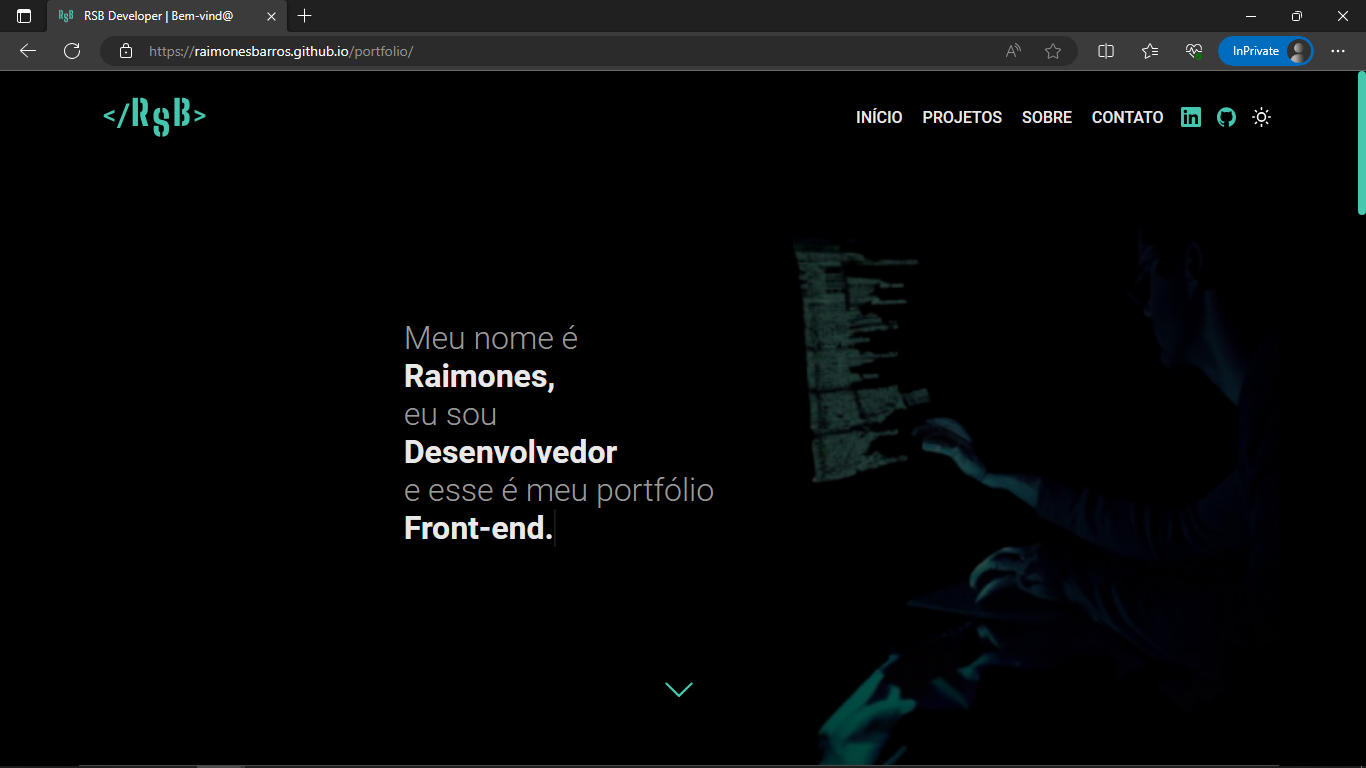 RSB Developer | Bem-vind@
https://raimonesbarros.github.io/portfolio/
InPrivate
</RSB>
INÍCIO PROJETOS SOBRE CONTATO
Meu nome é
Raimones,
eu sou
Desenvolvedor
e esse é meu portfólio
Front-end.